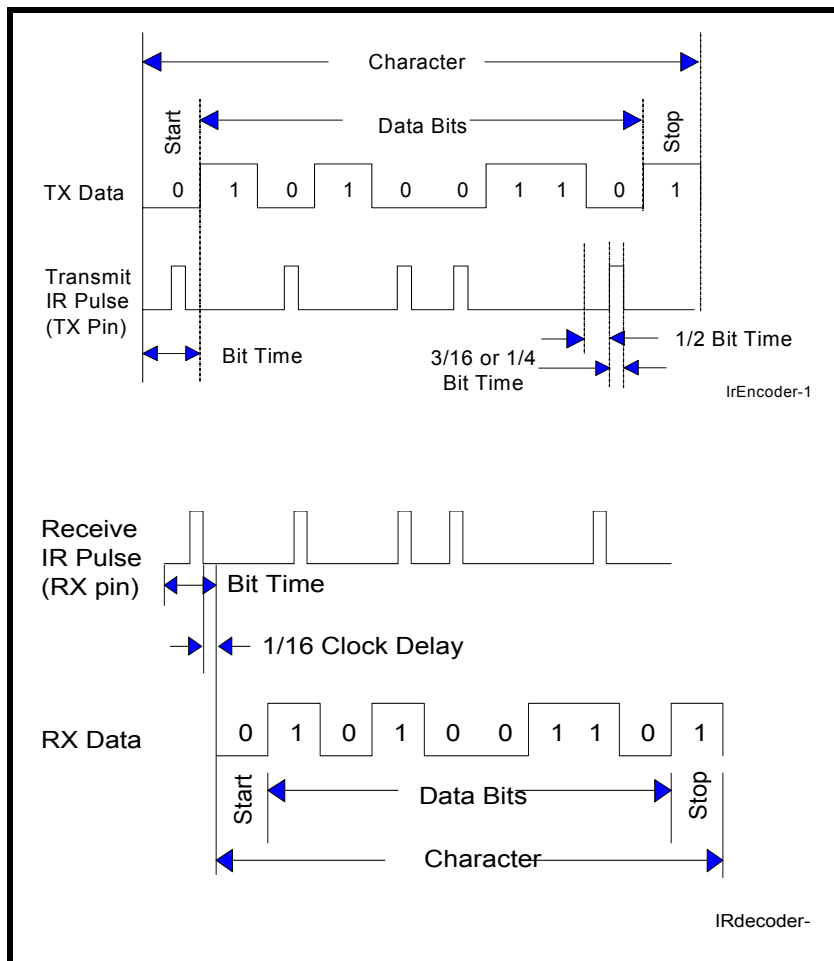 Character
Start
Data Bits
Stop
TX Data
0 1 0 1 0 0 1 1 0 1
Transmit
IR Pulse
(TX Pin)
Bit Time
1/2 Bit Time
3/16 or 1/4
Bit Time
IrEncoder-1
Receive
IR Pulse
(RX pin)
Bit Time
1/16 Clock Delay
RX Data
0 1 0 1 0 0 1 1 0 1
Start
Data Bits
Stop
Character
IRdecoder-